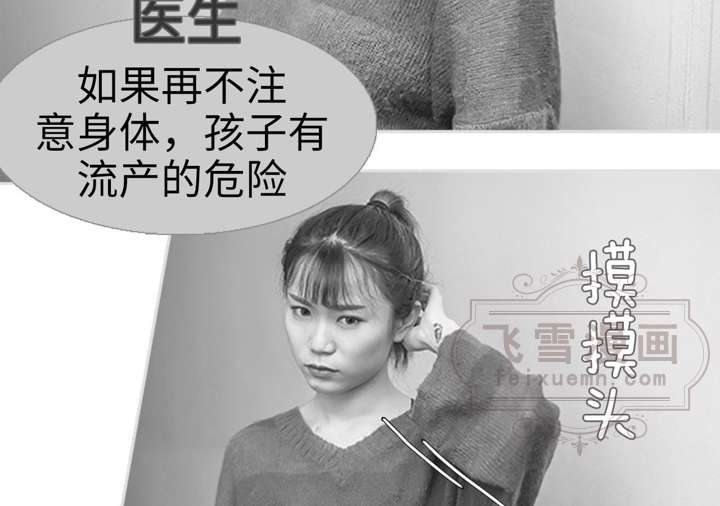 医生
如果再不注
意身体，孩子有
流产的危险
摸摸头
飞雪漫画
feixuemh.com